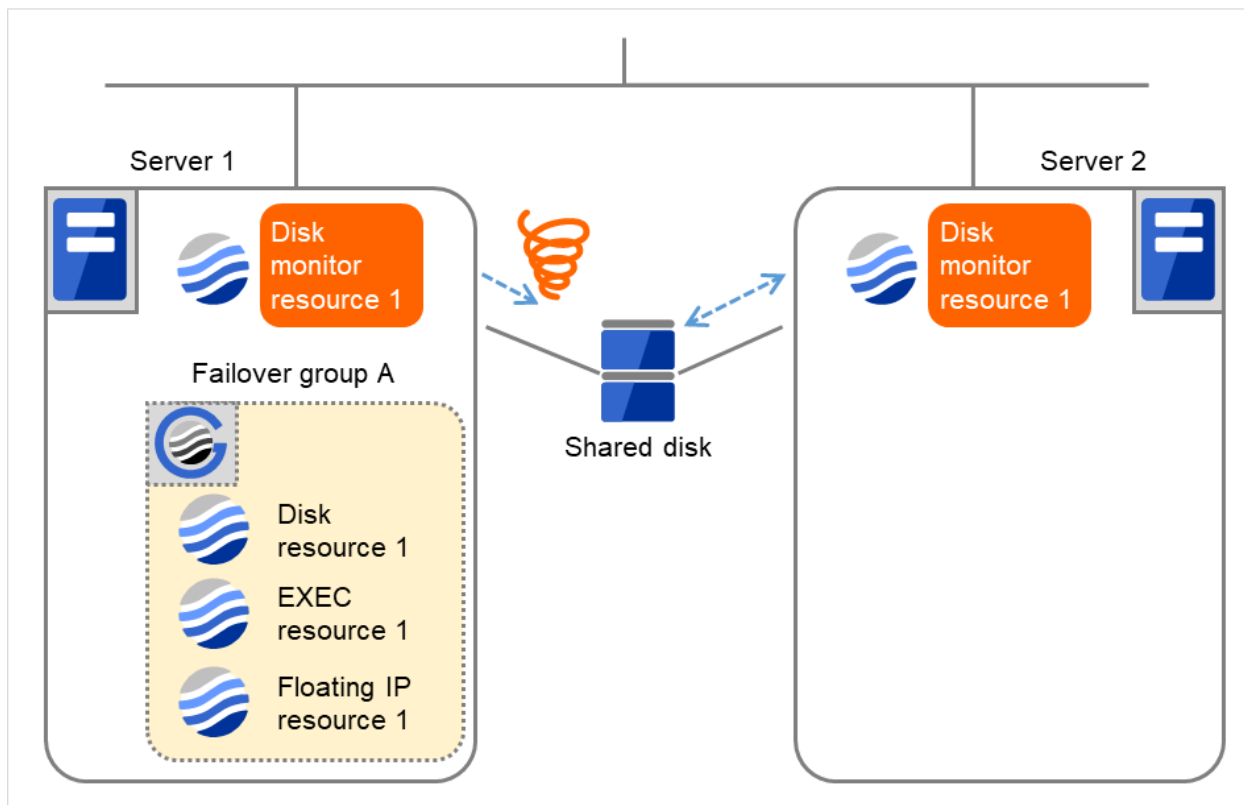 Server 1
Server 2
Disk
monitor
resource 1
Disk
monitor
resource 1
Failover group A
Shared disk
Disk
resource 1
EXEC
resource 1
Floating IP
resource 1